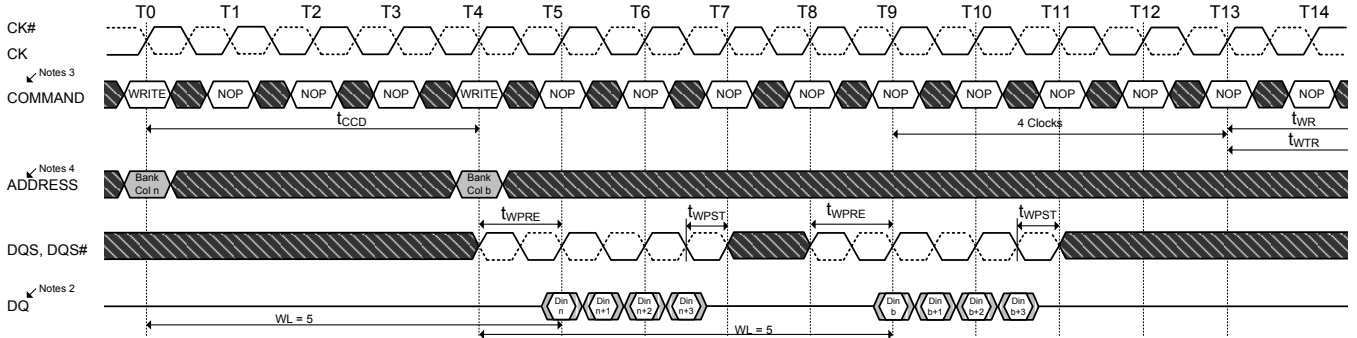 T0 T1 T2 T3 T4 T5 T6 T7 T8 T9 T10 T11 T12 T13 T14
CK#
CK
Notes 3
COMMAND WRITE NOP NOP NOP WRITE NOP NOP NOP NOP NOP NOP NOP NOP NOP NOP
tCCD 4 Clocks tWR
tWTR
Notes 4
ADDRESS Bank Col n Bank Col b
tWPRE tWPST tWPRE tWPST
DQS, DQS#
Notes 2
DQ Din n Din n+1 Din n+2 Din n+3 Din b Din b+1 Din b+2 Din b+3
WL = 5 WL = 5